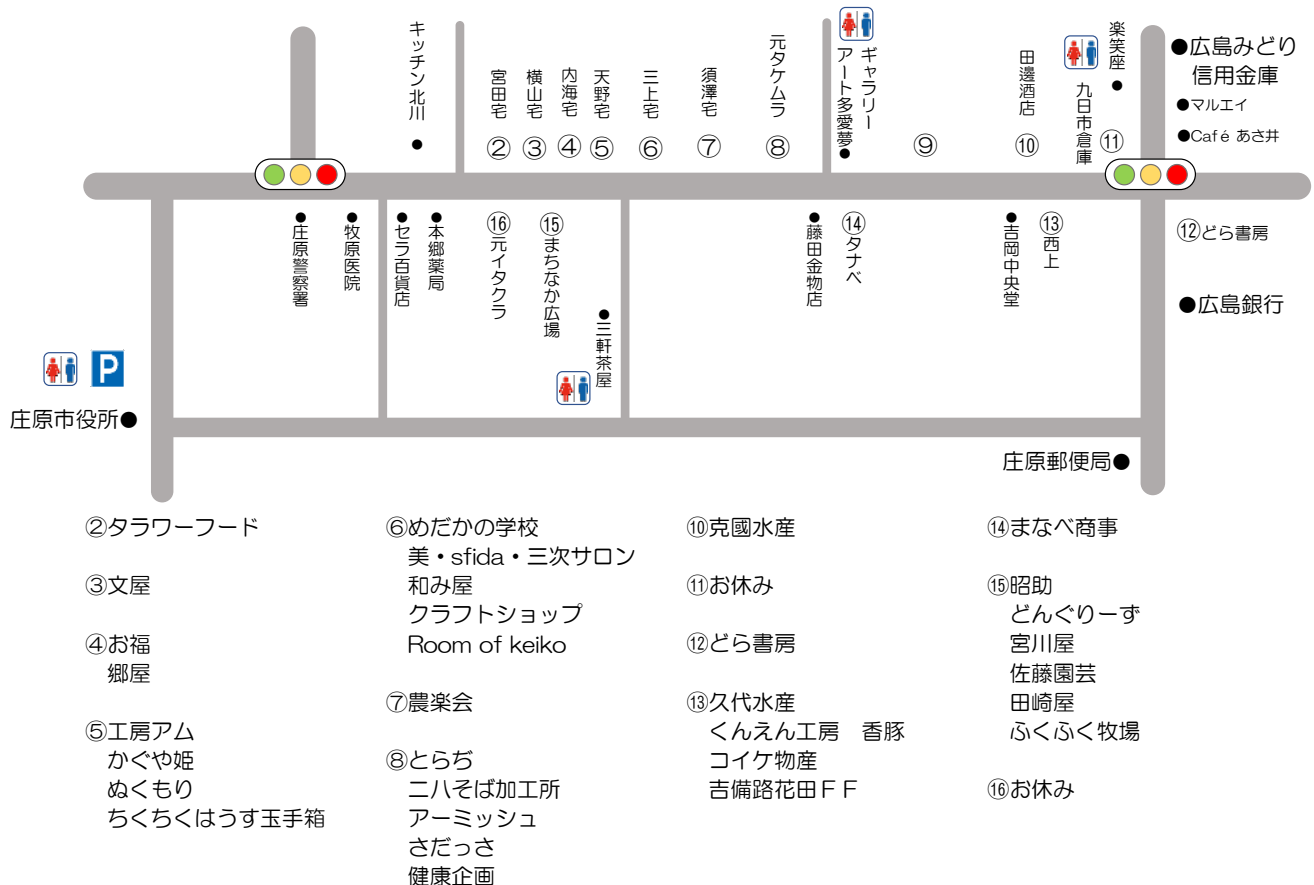 キッチン北川
宮田宅
②
横山宅
③
内海宅
④
天野宅
⑤
三上宅
⑥
須澤宅
⑦
元タケムラ
⑧
ギャラリー
アート多愛夢
⑨
田邊酒店
⑩
九日市倉庫
楽笑座
⑪
広島みどり
信用金庫
マルエイ
Café あさ井
庄原警察署
牧原医院
セラ百貨店
本郷薬局
⑯元イタクラ
⑮まちなか広場
三軒茶屋
藤田金物店
⑭タナベ
吉岡中央堂
⑬西上
⑫どら書房
広島銀行
P
庄原市役所
庄原郵便局
②タラワーフード
③文屋
④お福
郷屋
⑤工房アム
かぐや姫
ぬくもり
ちくちくはうす玉手箱
⑥めだかの学校
美・sfida・三次サロン
和み屋
クラフトショップ
Room of keiko
⑦農楽会
⑧とらぢ
二八そば加工所
アーミッシュ
さだっさ
健康企画
⑩克國水産
⑪お休み
⑫どら書房
⑬久代水産
くんえん工房　香豚
コイケ物産
吉備路花田ＦＦ
⑭まなべ商事
⑮昭助
どんぐりーず
宮川屋
佐藤園芸
田崎屋
ふくふく牧場
⑯お休み